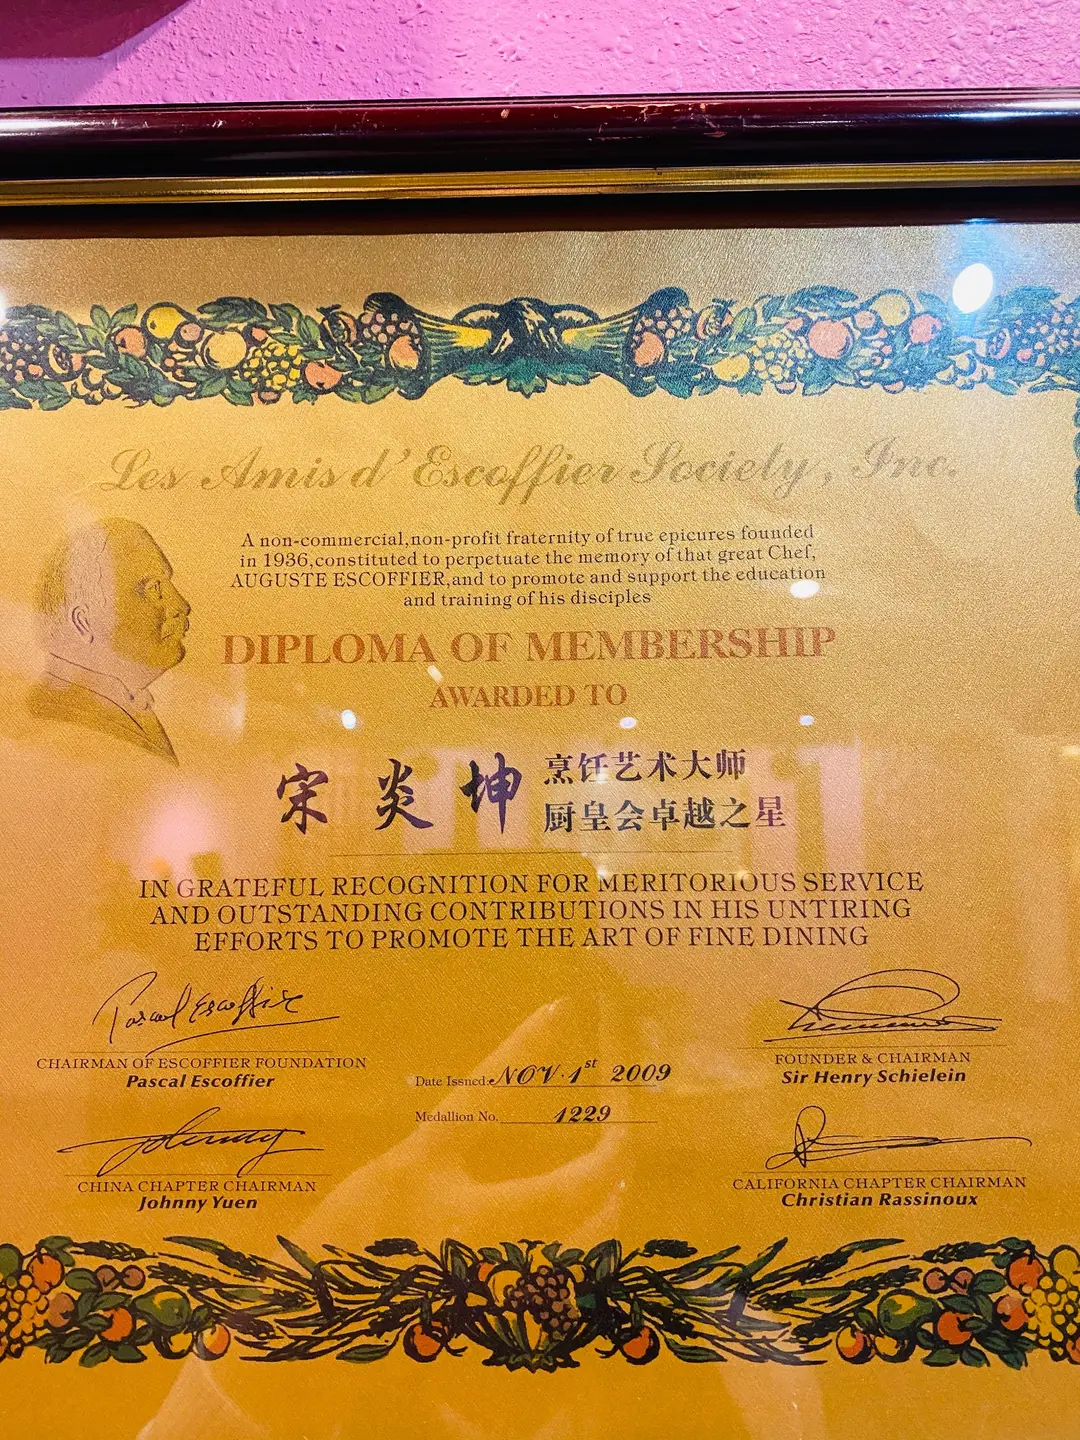 Les Amis d'Escoffier Society, Inc.
A non-commercial,non-profit fraternity of true epicures founded
in 1936,constituted to perpetuate the memory of that great Chef,
AUGUSTE ESCOFFIER,and to promote and support the education
and training of his disciples
DIPLOMA OF MEMBERSHIP
AWARDED TO
宋炎坤 烹饪艺术大师
厨皇会卓越之星
IN GRATEFUL RECOGNITION FOR MERITORIOUS SERVICE
AND OUTSTANDING CONTRIBUTIONS IN HIS UNTIRING
EFFORTS TO PROMOTE THE ART OF FINE DINING
Pascal Escoffier
CHAIRMAN OF ESCOFFIER FOUNDATION
Pascal Escoffier
FOUNDER & CHAIRMAN
Sir Henry Schielein
Date Issned:NOV.1st 2009
Medallion No. 1229
Johnny
CHINA CHAPTER CHAIRMAN
Johnny Yuen
CALIFORNIA CHAPTER CHAIRMAN
Christian Rassinoux